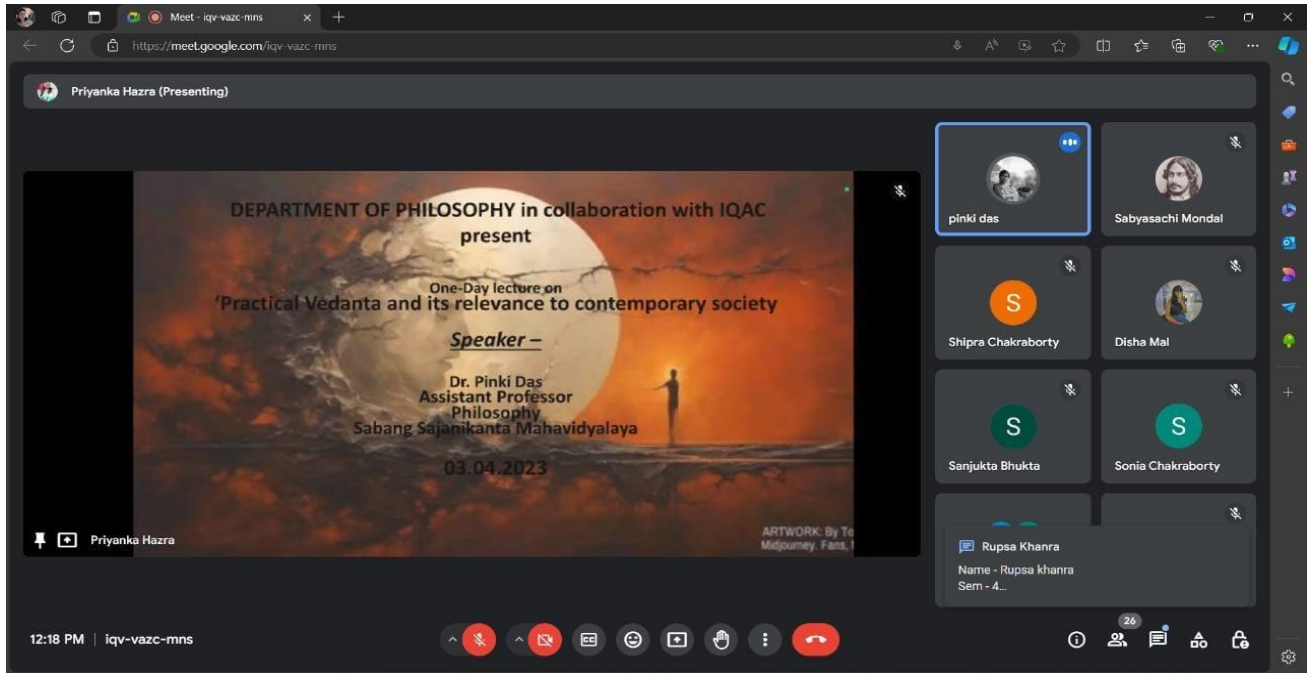 Meet - iqv-vazc-mns
https://meet.google.com/iqv-vazc-mns
Priyanka Hazra (Presenting)
DEPARTMENT OF PHILOSOPHY in collaboration with IQAC
present
One-Day lecture on
'Practical Vedanta and its relevance to contemporary society
Speaker –
Dr. Pinki Das
Assistant Professor
Philosophy
Sabang Sajanikanta Mahavidyalaya
03.04.2023
ARTWORK: By
Midjourney. Fans,
Priyanka Hazra
pinki das
Sabyasachi Mondal
S
Shipra Chakraborty
Disha Mal
S
Sanjukta Bhukta
S
Sonia Chakraborty
Rupsa Khanra
Name - Rupsa khanra
Sem - 4...
12:18 PM | iqv-vazc-mns
CC
26